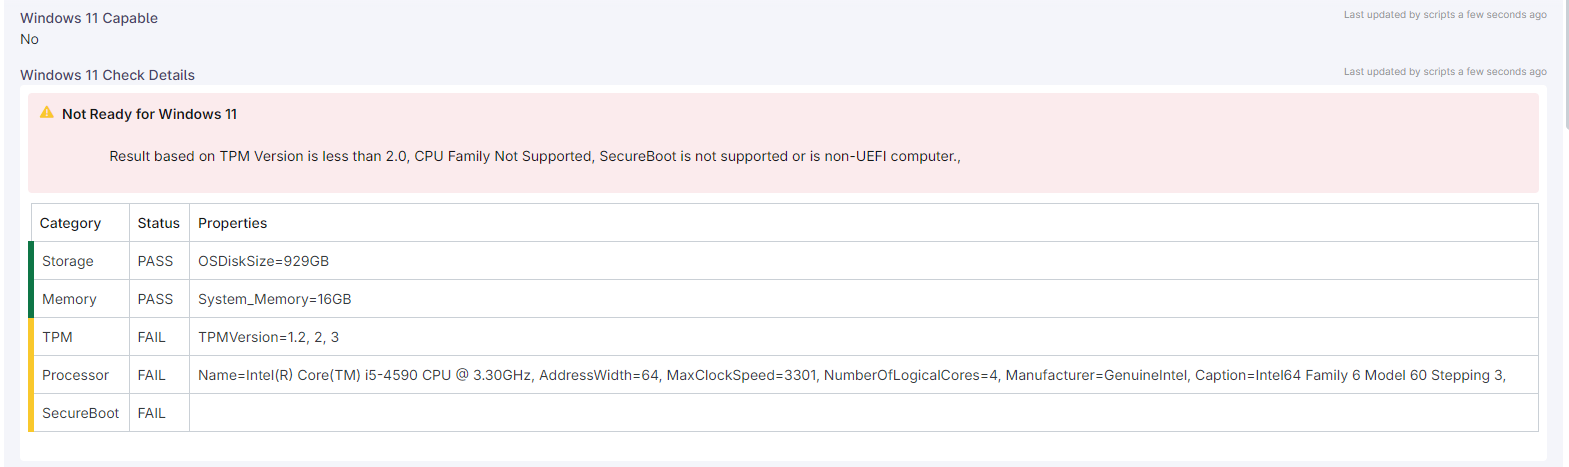 Windows 11 Capable
Last updated by scripts a few seconds ago
No
Windows 11 Check Details
Last updated by scripts a few seconds ago
Not Ready for Windows 11
Result based on TPM Version is less than 2.0, CPU Family Not Supported, SecureBoot is not supported or is non-UEFI computer.,
Category Status Properties
Storage PASS OSDiskSize=929GB
Memory PASS System_Memory=16GB
TPM FAIL TPMVersion=1.2, 2, 3
Processor FAIL Name=Intel(R) Core(TM) i5-4590 CPU @ 3.30GHz, AddressWidth=64, MaxClockSpeed=3301, NumberOfLogicalCores=4, Manufacturer=GenuineIntel, Caption=Intel64 Family 6 Model 60 Stepping 3,
SecureBoot FAIL